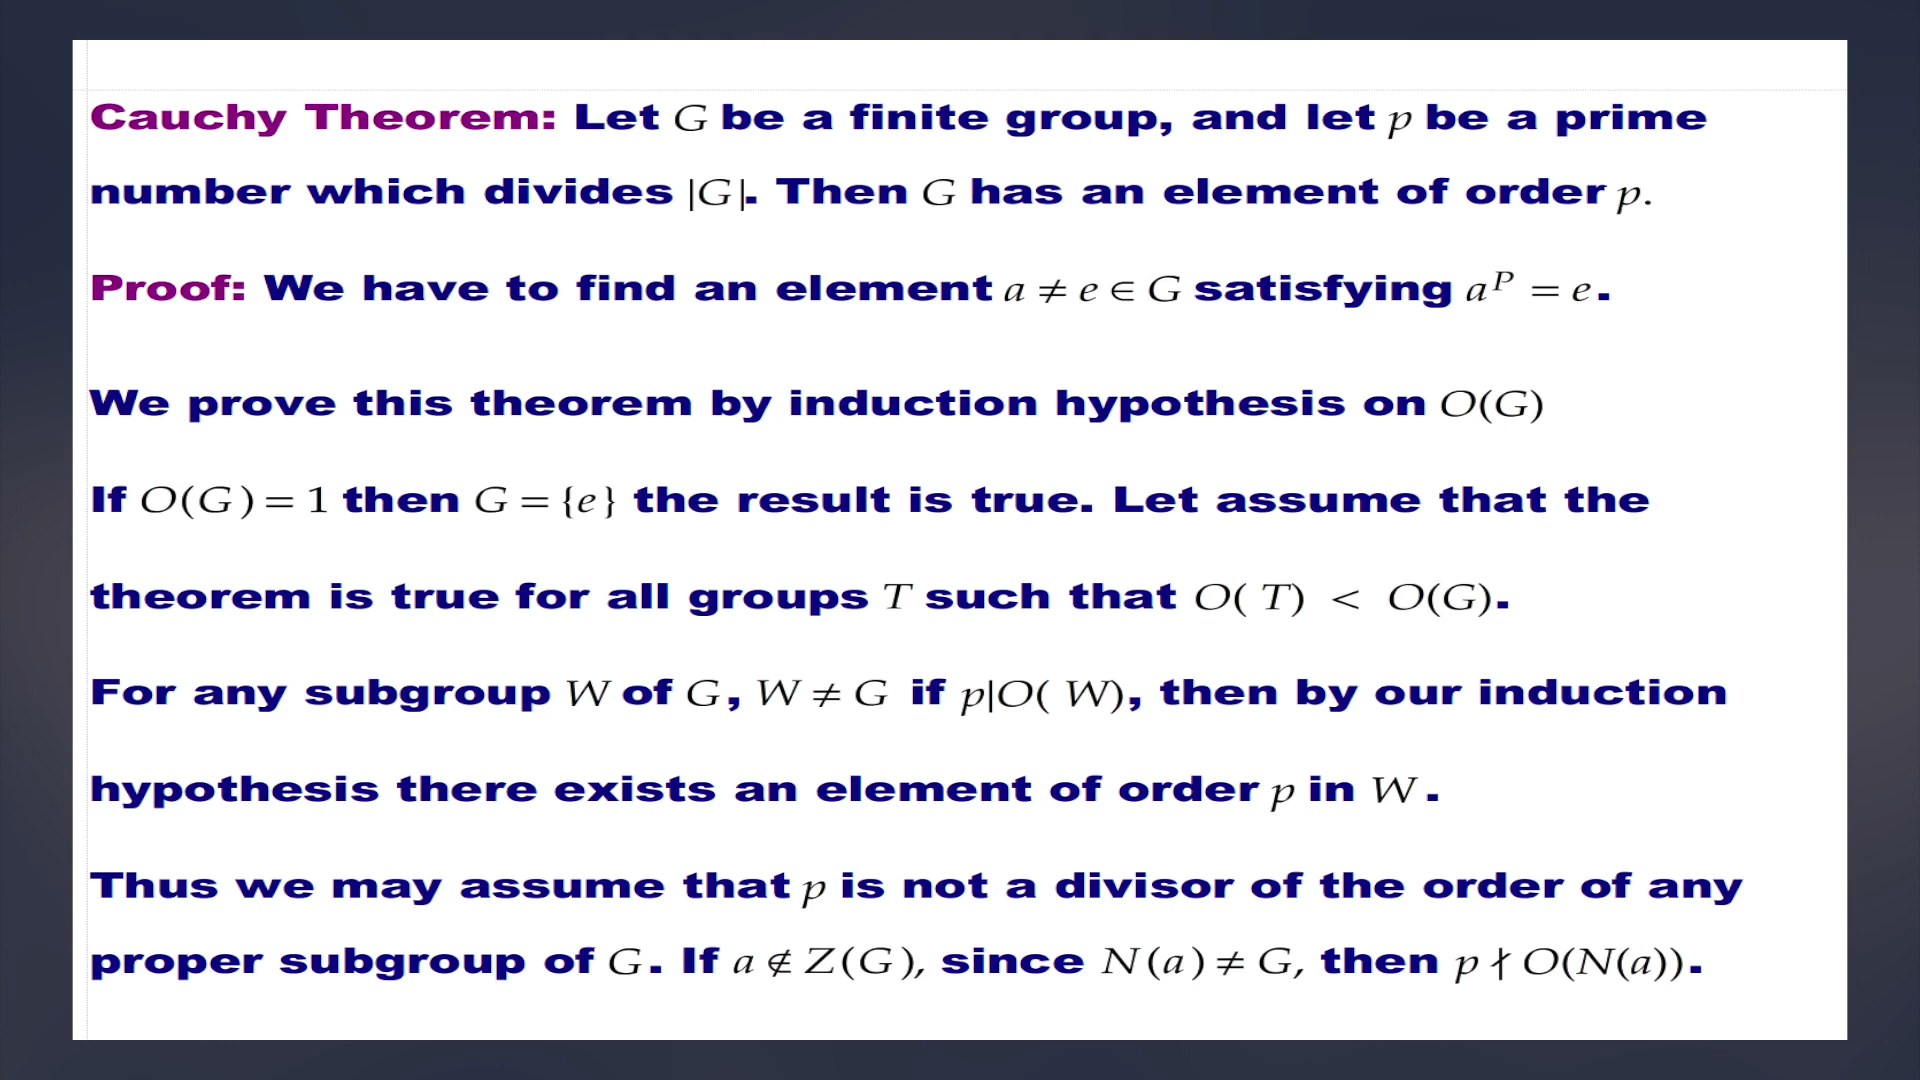 Cauchy Theorem: Let G be a finite group, and let p be a prime
number which divides |G|. Then G has an element of order p.
Proof: We have to find an element a ≠ e ∈ G satisfying a^P = e.
We prove this theorem by induction hypothesis on O(G)
If O(G) = 1 then G = {e} the result is true. Let assume that the
theorem is true for all groups T such that O( T) < O(G).
For any subgroup W of G, W ≠ G if p|O( W), then by our induction
hypothesis there exists an element of order p in W.
Thus we may assume that p is not a divisor of the order of any
proper subgroup of G. If a ∉ Z(G), since N(a) ≠ G, then p ∤ O(N(a)).